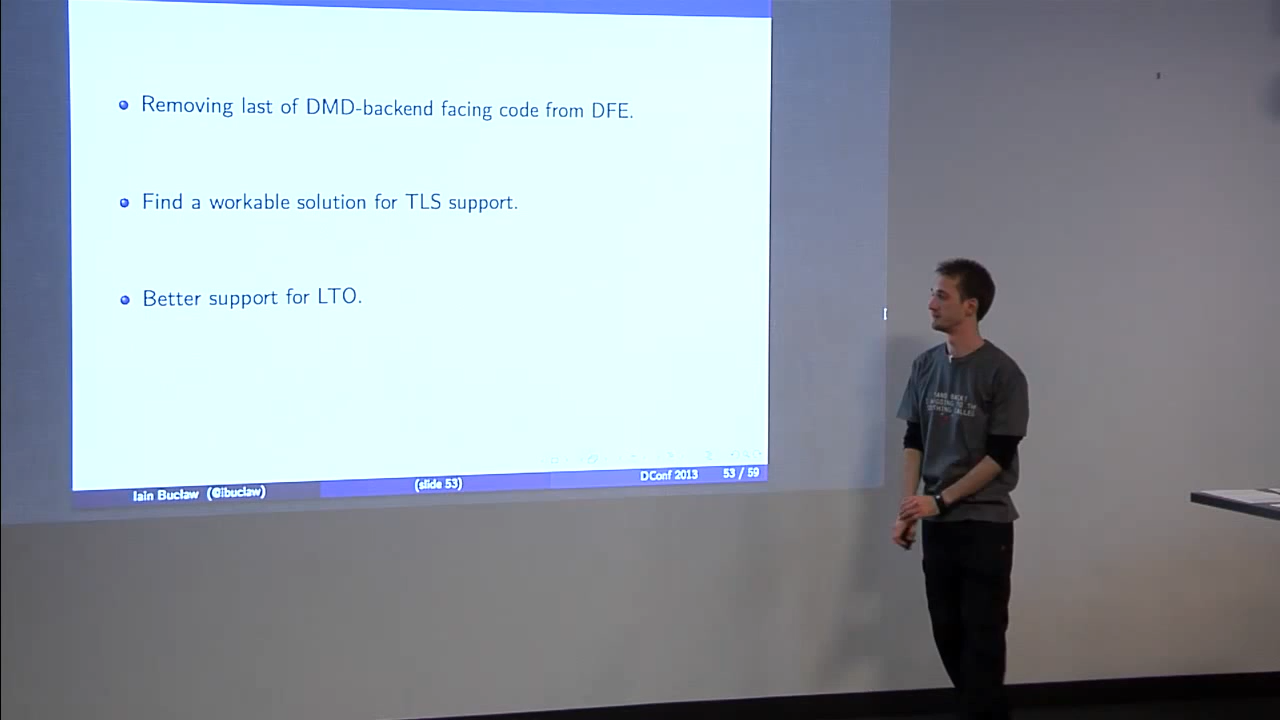 Removing last of DMD-backend facing code from DFE.
Find a workable solution for TLS support.
Better support for LTO.
Iain Buclaw (@ibuclaw) (slide 53) DConf 2013 53 / 59